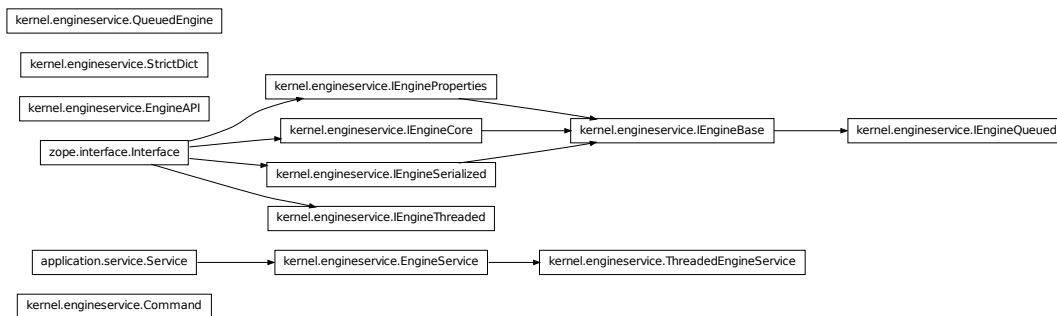 kernel.engineservice.QueuedEngine
kernel.engineservice.StrictDict
kernel.engineservice.IEngineProperties
kernel.engineservice.EngineAPI
kernel.engineservice.IEngineCore
kernel.engineservice.IEngineBase
kernel.engineservice.IEngineQueued
zope.interface.Interface
kernel.engineservice.IEngineSerialized
kernel.engineservice.IEngineThreaded
application.service.Service
kernel.engineservice.EngineService
kernel.engineservice.ThreadedEngineService
kernel.engineservice.Command